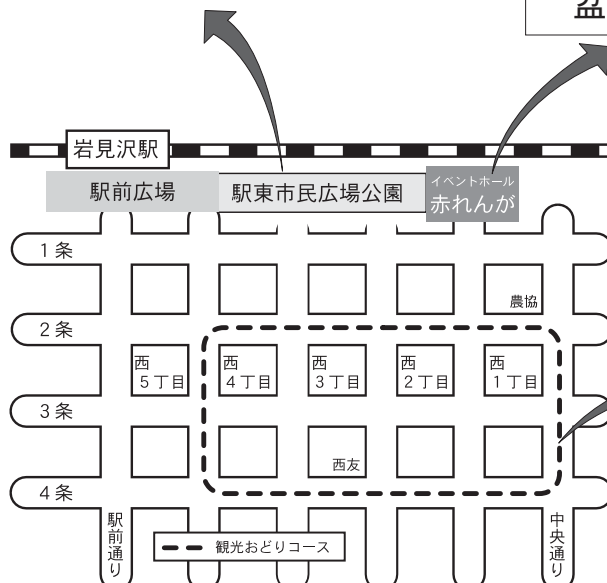 盆
岩見沢駅
駅前広場
駅東市民広場公園
イベントホール
赤れんが
1条
農協
2条
西
5丁目
西
4丁目
西
3丁目
西
2丁目
西
1丁目
3条
西友
4条
駅前通り
観光おどりコース
中央通り